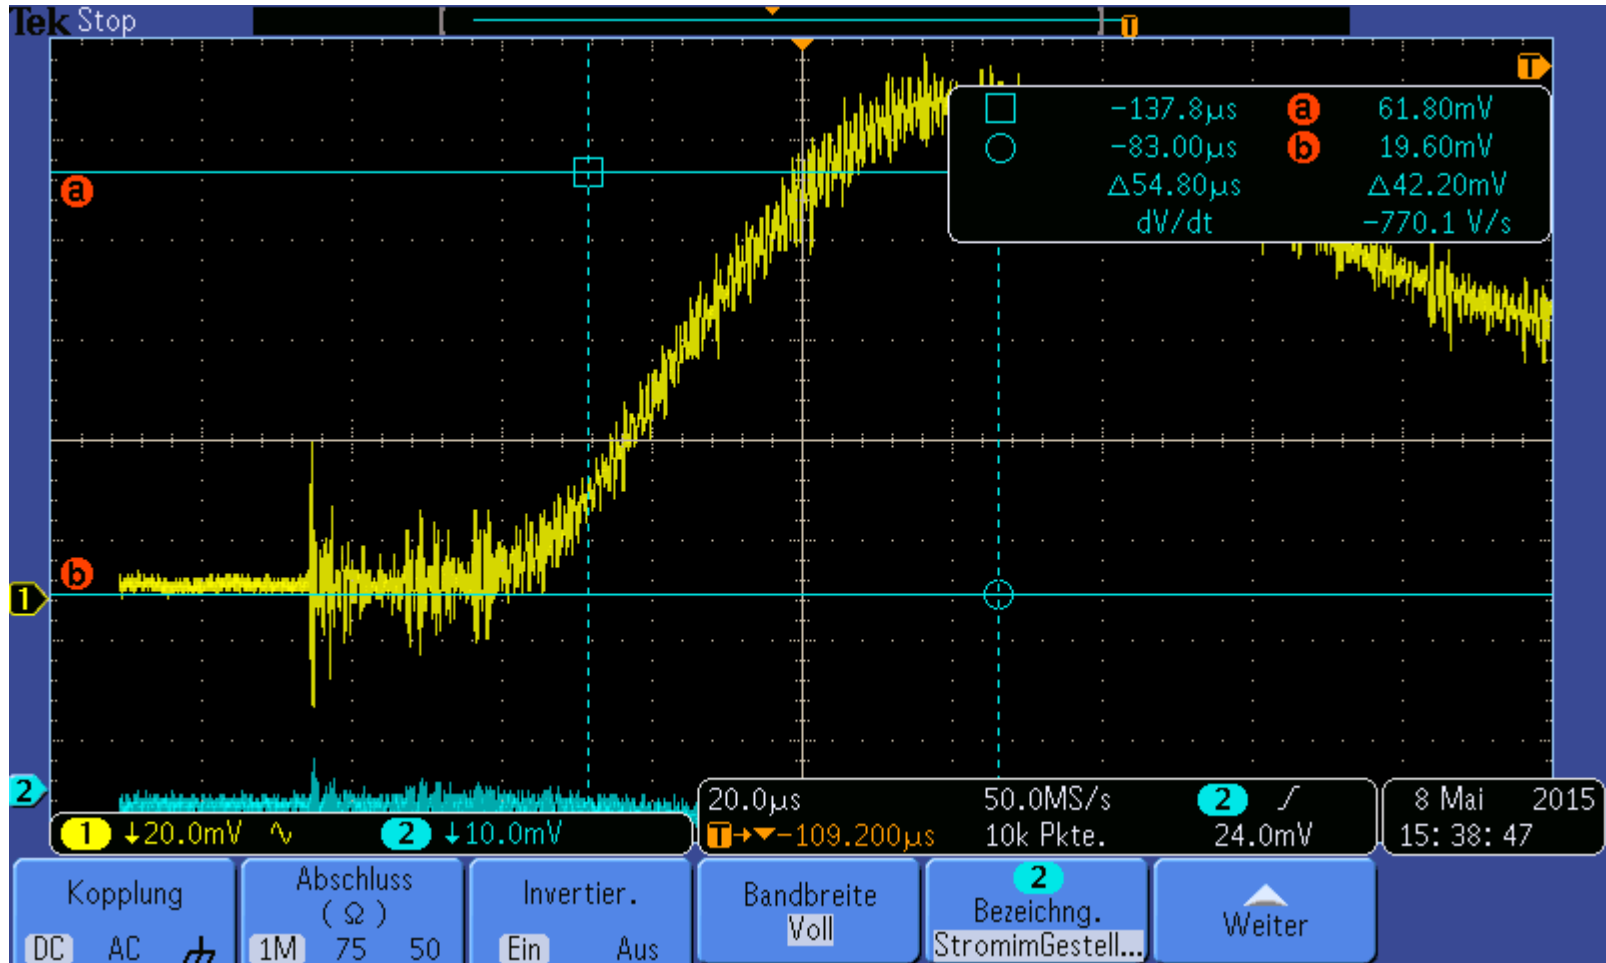 Tek Stop
T
T
-137.8µs a 61.80mV
-83.00µs b 19.60mV
Δ54.80µs Δ42.20mV
dV/dt -770.1 V/s
a
b
1
2
1 ↓20.0mV ∿ 2 ↓10.0mV
20.0µs 50.0MS/s 2 ∫
T→▼-109.200µs 10k Pkte. 24.0mV
8 Mai 2015
15:38:47
Kopplung
DC AC
Abschluss
(Ω)
1M 75 50
Invertier.
Ein Aus
Bandbreite
Voll
2
Bezeichng.
StromimGestell...
Weiter